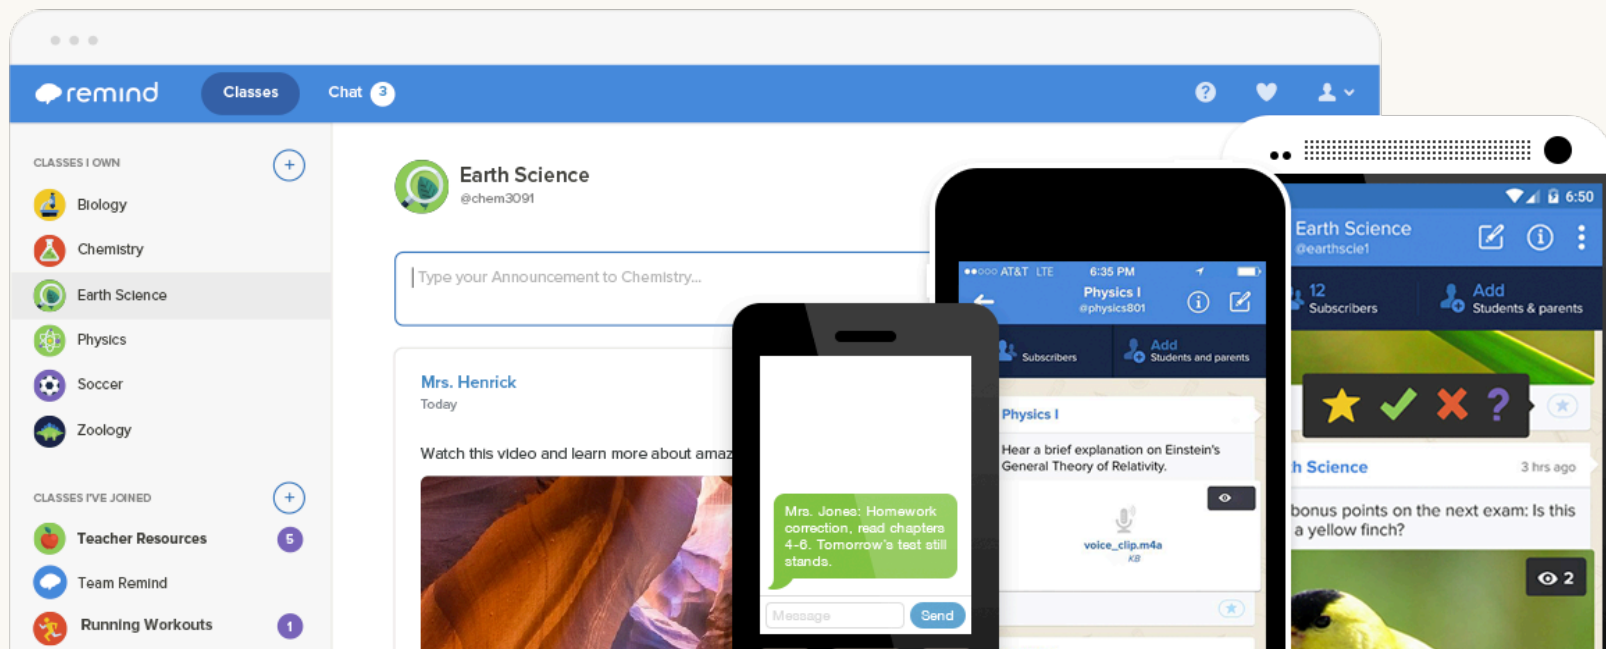 remind
Classes
Chat 3
?
CLASSES I OWN
+
Biology
Chemistry
Earth Science
Physics
Soccer
Zoology
CLASSES I'VE JOINED
+
Teacher Resources 5
Team Remind
Running Workouts 1
Earth Science
@chem3091
Type your Announcement to Chemistry...
Mrs. Henrick
Today
Watch this video and learn more about amaz
Mrs. Jones: Homework
correction, read chapters
4-6. Tomorrow's test still
stands.
Message
Send
AT&T LTE 6:35 PM
Physics I
@physics801
Subscribers
Add
Students and parents
Physics I
Hear a brief explanation on Einstein's
General Theory of Relativity.
voice_clip.m4a
KB
6:50
Earth Science
@earthscie1
12
Subscribers
Add
Students & parents
?
h Science 3 hrs ago
bonus points on the next exam: Is this
a yellow finch?
2